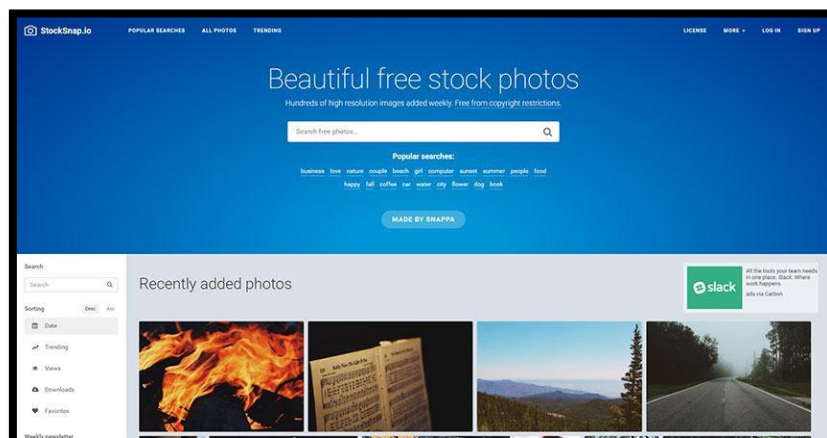 StockSnap.io
POPULAR SEARCHES ALL PHOTOS TRENDING
LICENSE MORE LOG IN SIGN UP
Beautiful free stock photos
Hundreds of high resolution images added weekly. Free from copyright restrictions.
Search free photos...
Popular searches:
business love nature couple beach girl computer sunset summer people food
happy fall coffee car water city flower dog book
MADE BY SNAPPA
Search
Search
Sorting Desc Asc
Date
Trending
Views
Downloads
Favorites
Weekly newsletter
Recently added photos
slack
All the tools your team needs
in one place. Slack: Where
work happens.
ads via Carbon